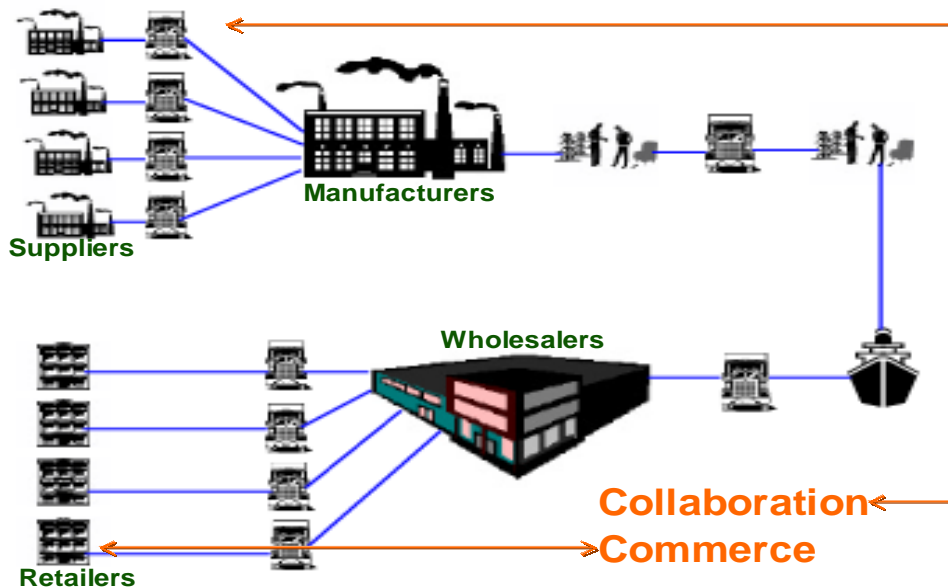 Manufacturers
Suppliers
Wholesalers
Collaboration
Commerce
Retailers